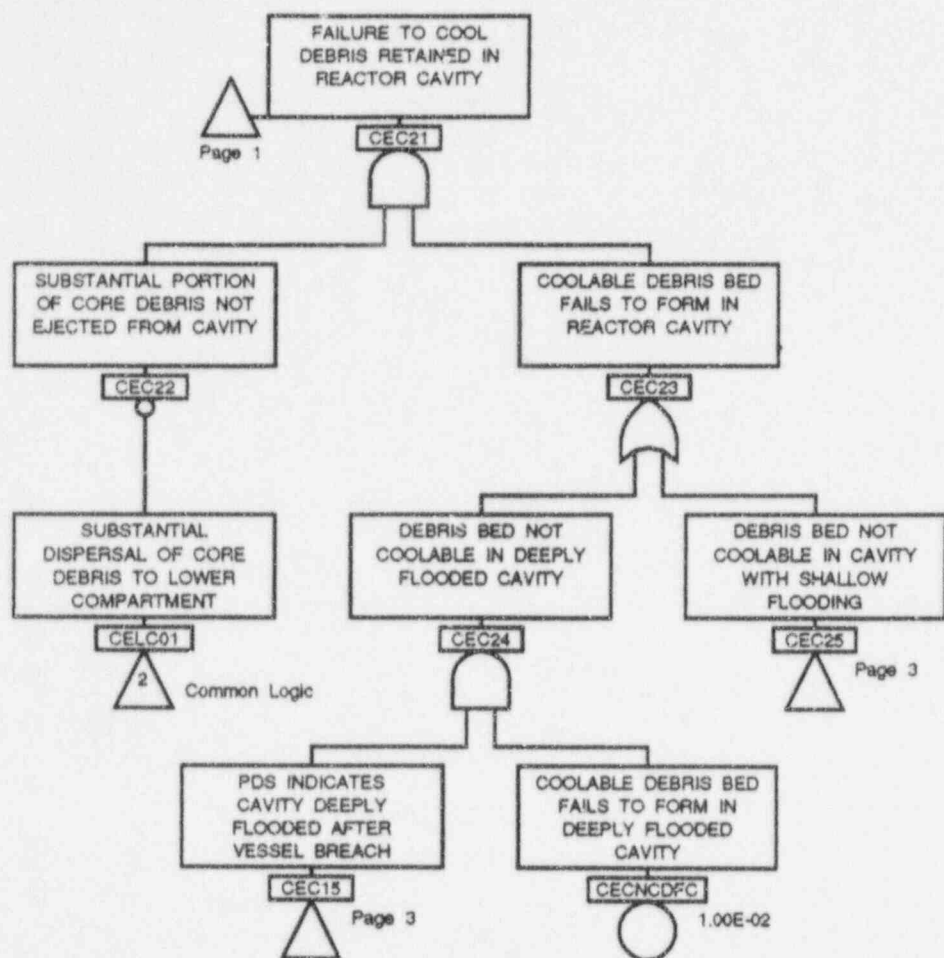 FAILURE TO COOL
DEBRIS RETAINED IN
REACTOR CAVITY
Page 1
CEC21
SUBSTANTIAL PORTION
OF CORE DEBRIS NOT
EJECTED FROM CAVITY
CEC22
COOLABLE DEBRIS BED
FAILS TO FORM IN
REACTOR CAVITY
CEC23
SUBSTANTIAL
DISPERSAL OF CORE
DEBRIS TO LOWER
COMPARTMENT
CELC01
2
Common Logic
DEBRIS BED NOT
COOLABLE IN DEEPLY
FLOODED CAVITY
CEC24
DEBRIS BED NOT
COOLABLE IN CAVITY
WITH SHALLOW
FLOODING
CEC25
Page 3
PDS INDICATES
CAVITY DEEPLY
FLOODED AFTER
VESSEL BREACH
CEC15
Page 3
COOLABLE DEBRIS BED
FAILS TO FORM IN
DEEPLY FLOODED
CAVITY
CECNCDFC
1.00E-02